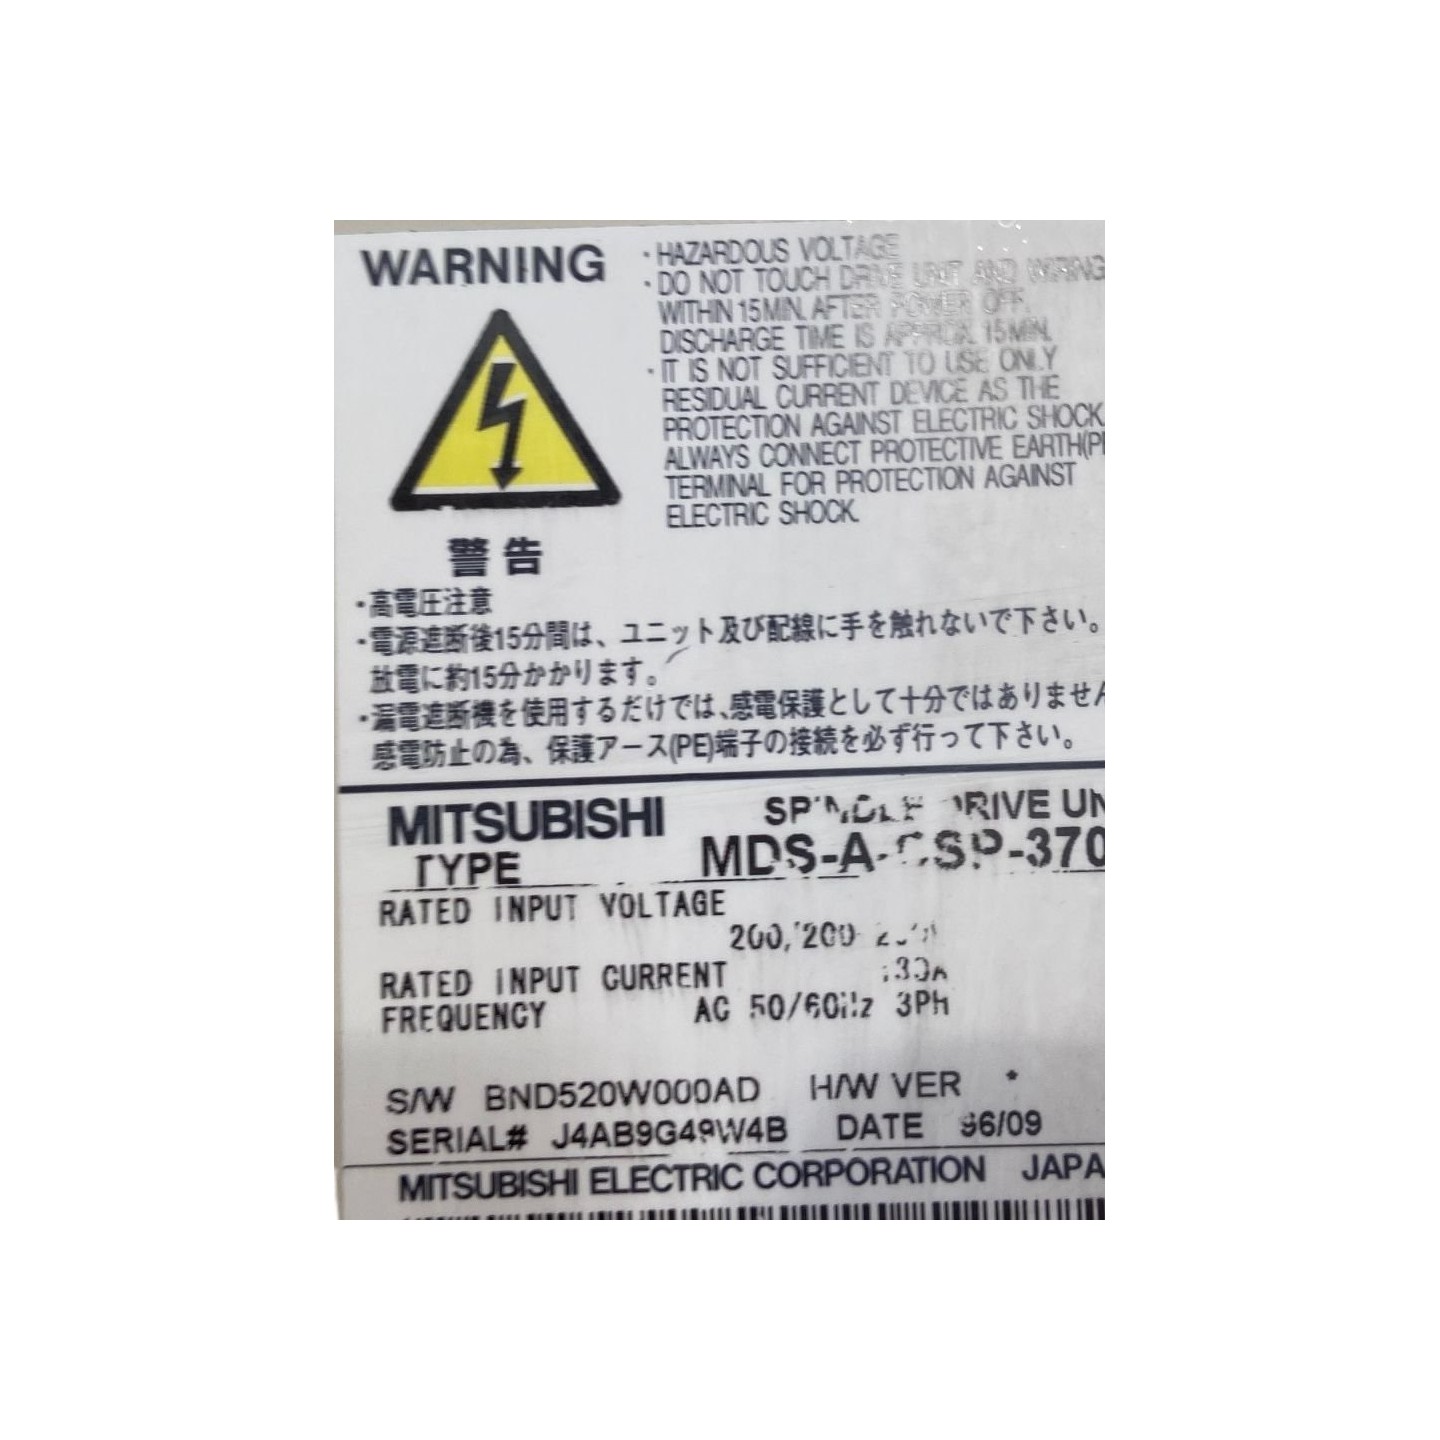 WARNING
・HAZARDOUS VOLTAGE
・DO NOT TOUCH DRIVE UNIT AND WIRING
WITHIN 15MIN. AFTER POWER OFF.
DISCHARGE TIME IS APPROX. 15MIN.
・IT IS NOT SUFFICIENT TO USE ONLY
RESIDUAL CURRENT DEVICE AS THE
PROTECTION AGAINST ELECTRIC SHOCK
ALWAYS CONNECT PROTECTIVE EARTH(P
TERMINAL FOR PROTECTION AGAINST
ELECTRIC SHOCK.
警告
・高電圧注意
・電源遮断後15分間は、ユニット及び配線に手を触れないで下さい。
放電に約15分かかります。
・漏電遮断機を使用するだけでは、感電保護として十分ではありません
感電防止の為、保護アース(PE)端子の接続を必ず行って下さい。
MITSUBISHI SPINDLE DRIVE UN
TYPE MDS-A-CSP-370
RATED INPUT VOLTAGE
RATED INPUT CURRENT
FREQUENCY AC 50/60Hz 3PH
S/W BND520W000AD H/W VER *
SERIAL# J4AB9G49W4B DATE 96/09
MITSUBISHI ELECTRIC CORPORATION JAPA